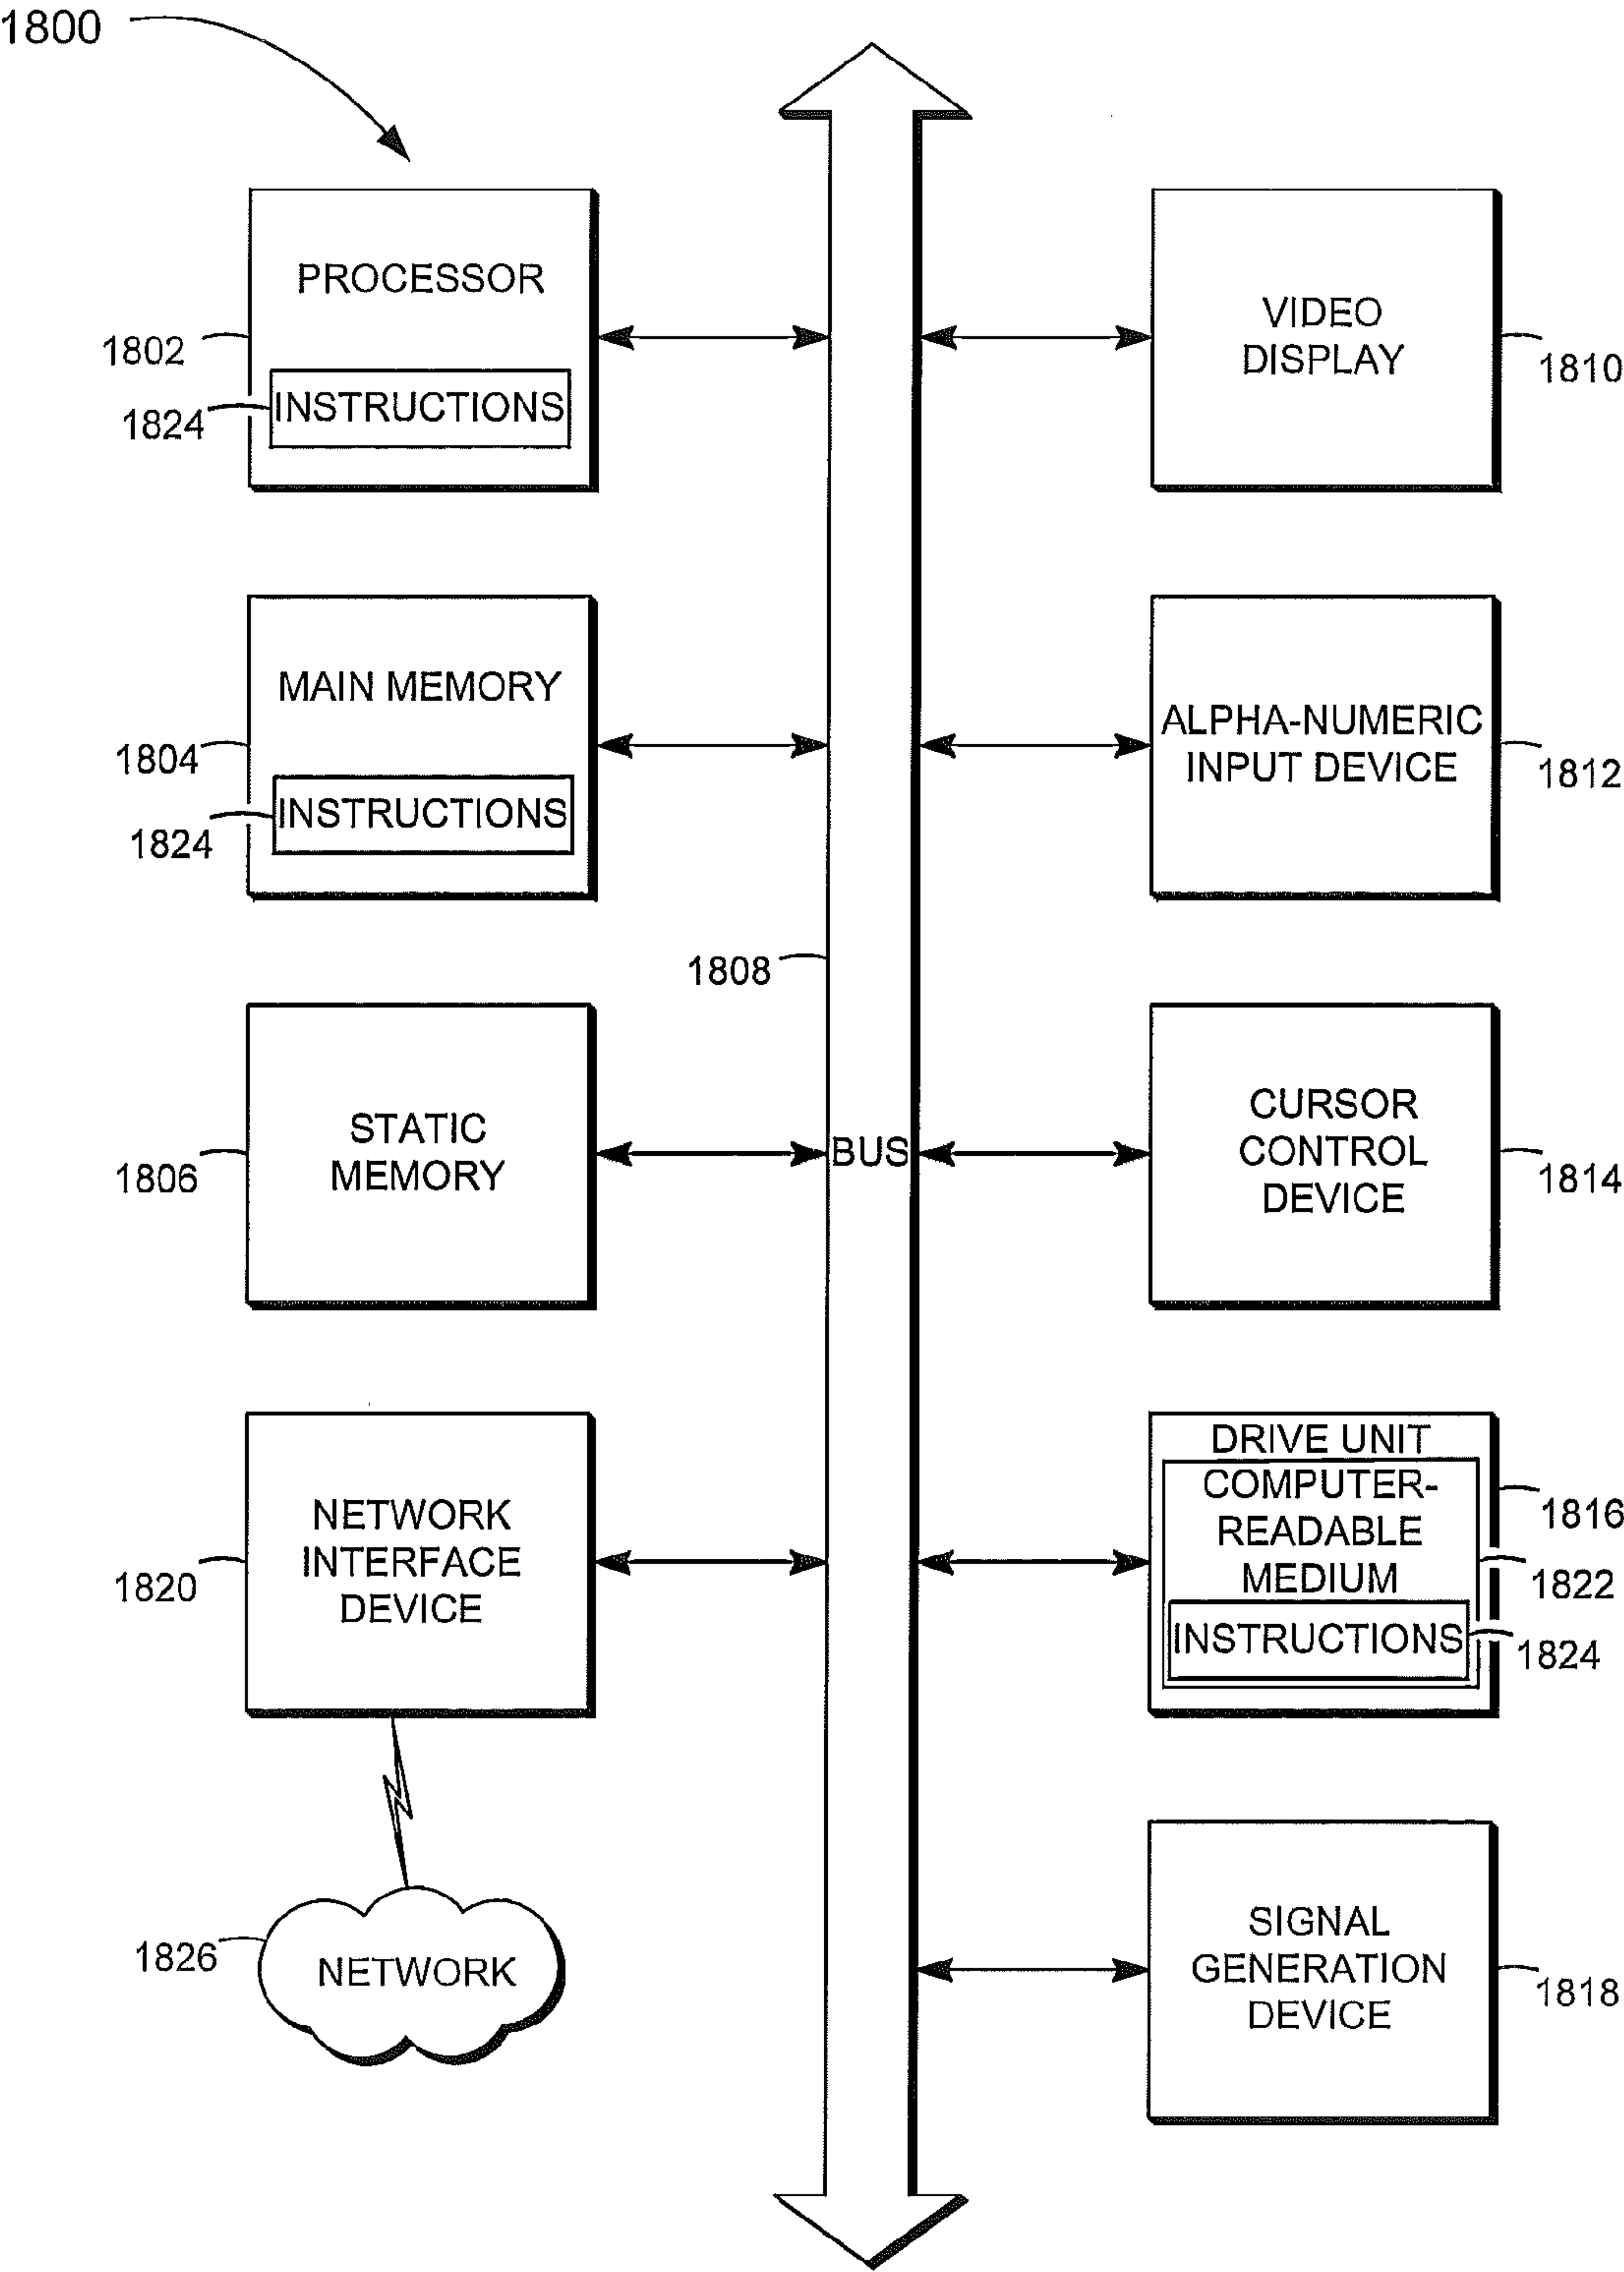 1800
PROCESSOR
1802
INSTRUCTIONS
1824
VIDEO
DISPLAY
1810
MAIN MEMORY
1804
INSTRUCTIONS
1824
ALPHA-NUMERIC
INPUT DEVICE
1812
1808
STATIC
MEMORY
1806
BUS
CURSOR
CONTROL
DEVICE
1814
NETWORK
INTERFACE
DEVICE
1820
DRIVE UNIT
COMPUTER-
READABLE
MEDIUM
1816
1822
INSTRUCTIONS
1824
1826
NETWORK
SIGNAL
GENERATION
DEVICE
1818